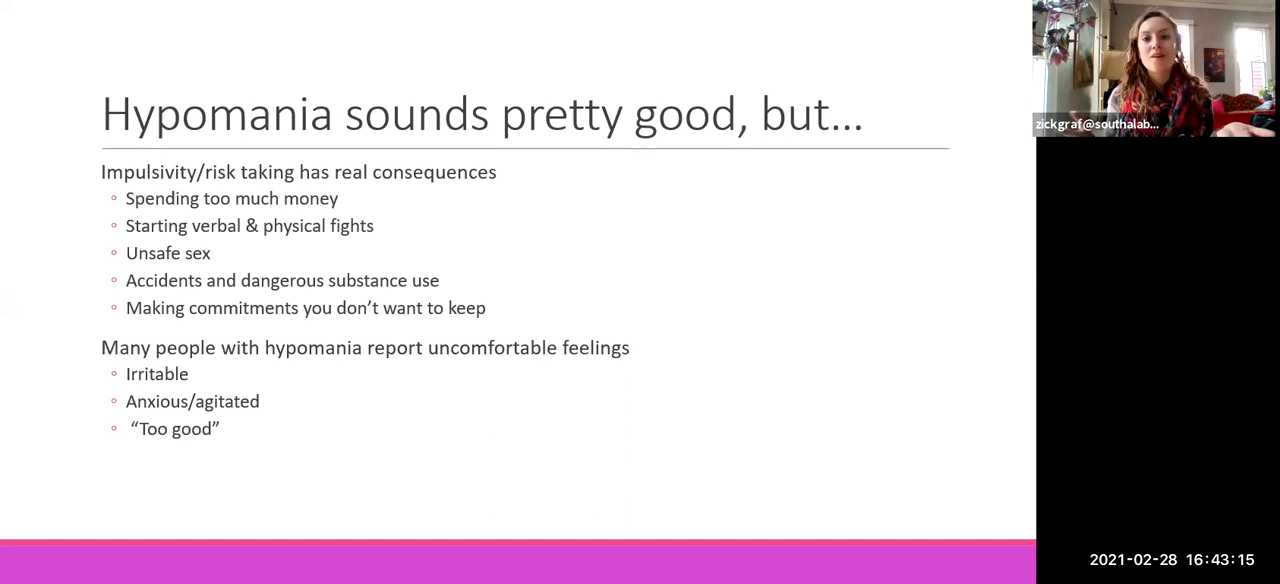 Hypomania sounds pretty good, but...
Impulsivity/risk taking has real consequences
◦ Spending too much money
◦ Starting verbal & physical fights
◦ Unsafe sex
◦ Accidents and dangerous substance use
◦ Making commitments you don’t want to keep
Many people with hypomania report uncomfortable feelings
◦ Irritable
◦ Anxious/agitated
◦ “Too good”
zickgraf@southalab...
2021-02-28 16:43:15